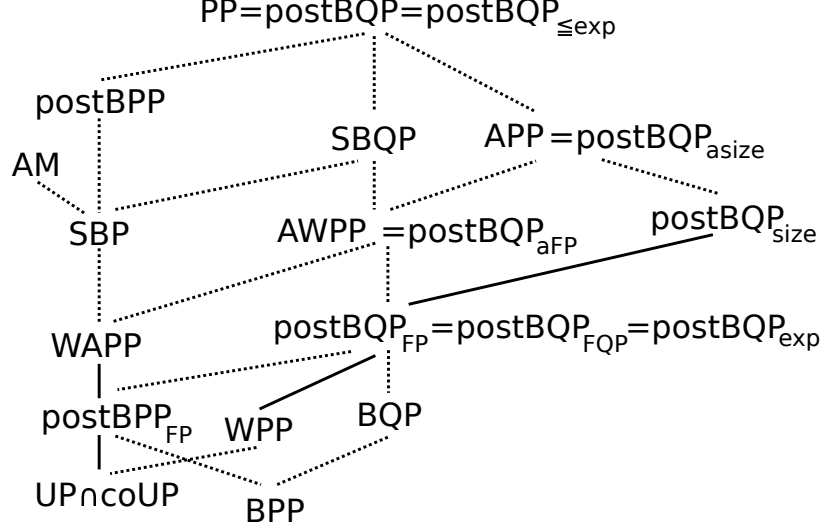 PP=postBQP=postBQP≦exp
postBPP
SBQP
APP=postBQPasize
AM
SBP
AWPP =postBQPaFP
postBQPsize
WAPP
postBQPFP=postBQPFQP=postBQPexp
postBPPFP
WPP
BQP
UP∩coUP
BPP